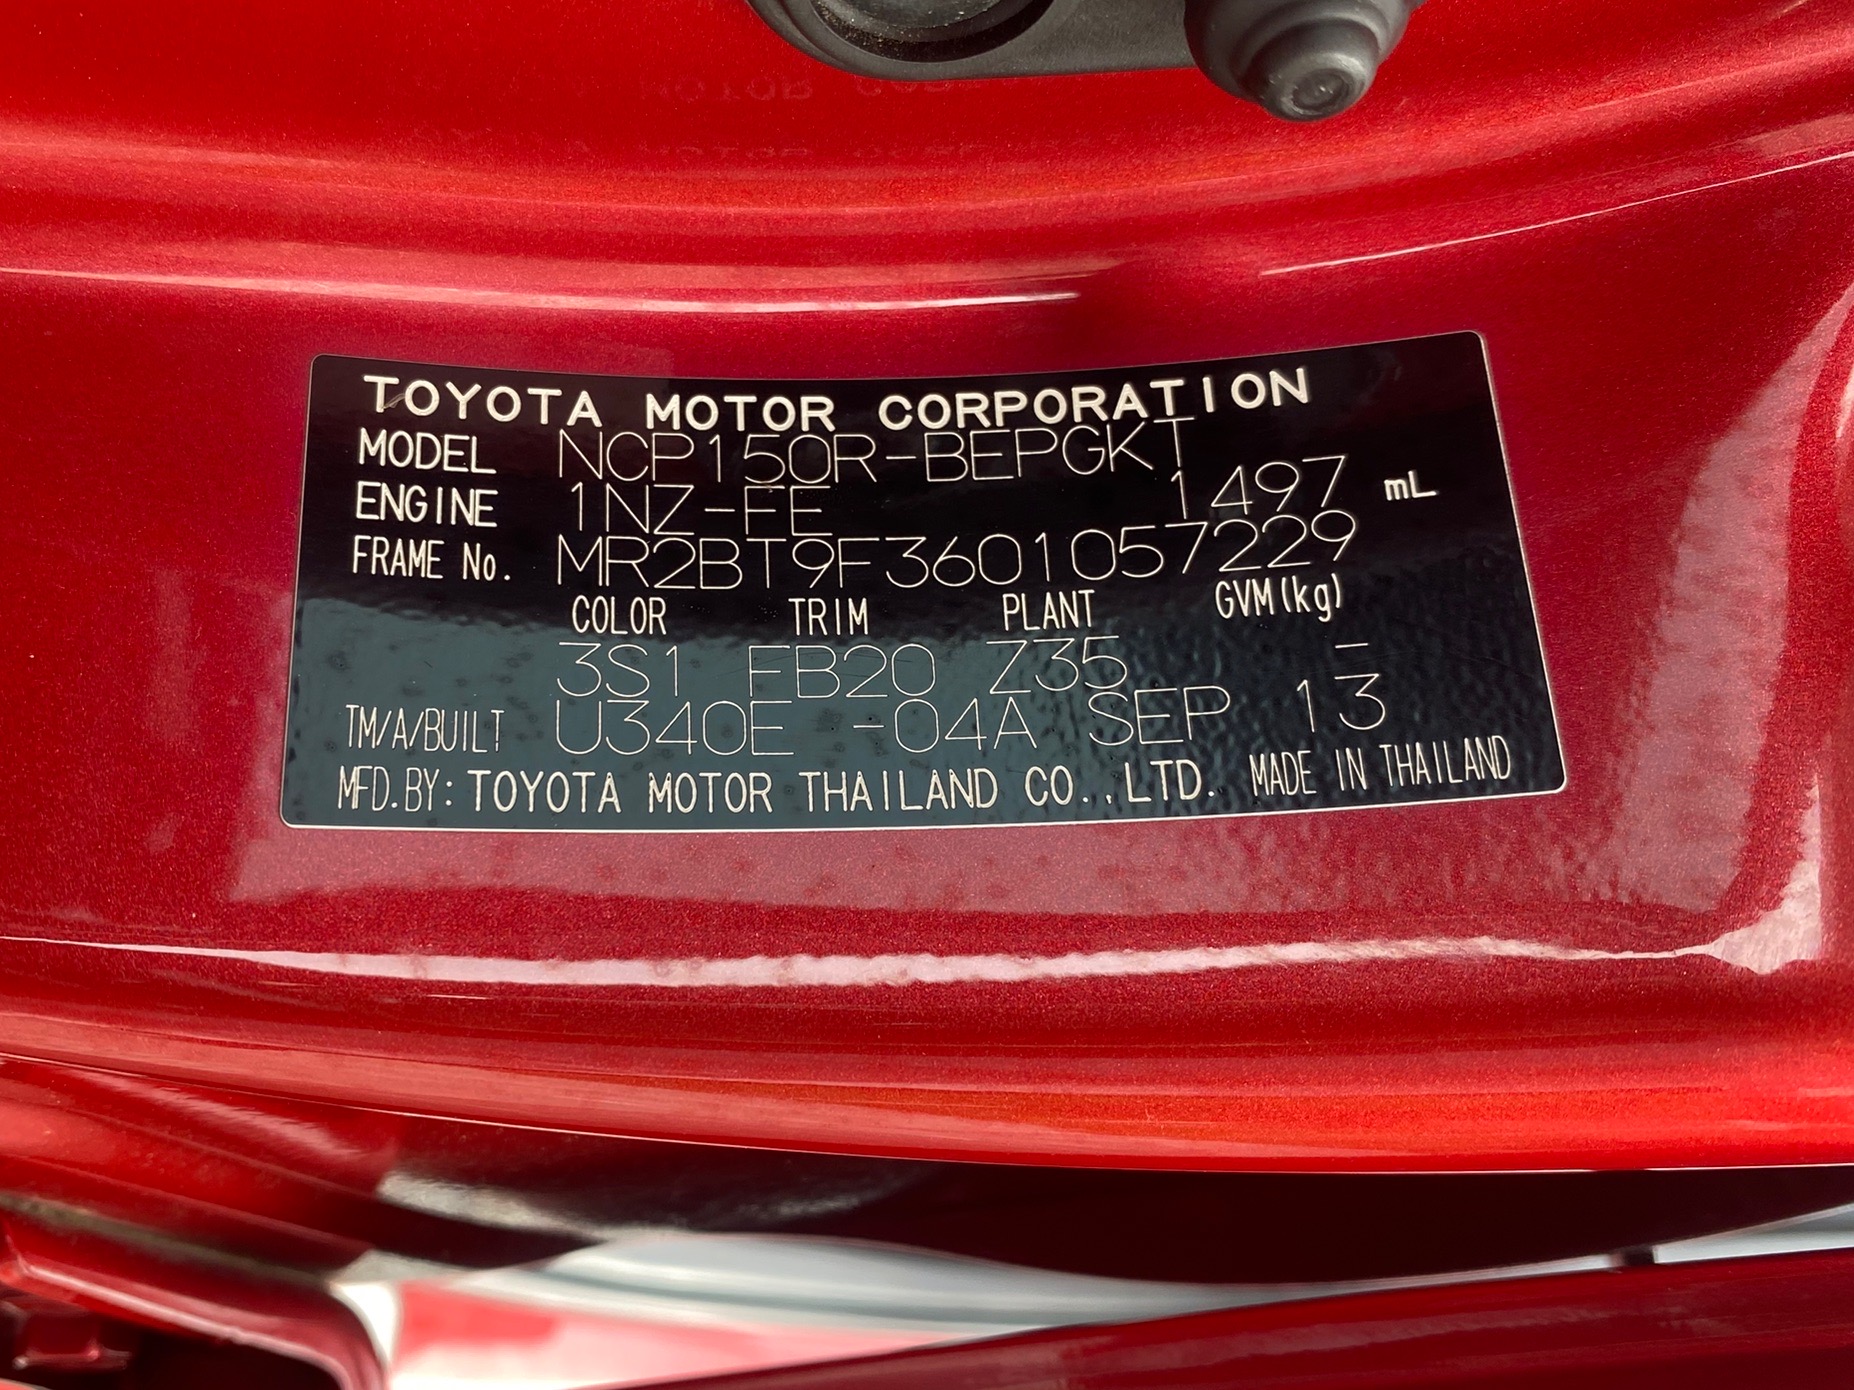 TOYOTA MOTOR CORPORATION
MODEL NCP150R-BEPGKT
ENGINE 1NZ-FE 1497 mL
FRAME No. MR2BT9F3601057229
COLOR TRIM PLANT GVM(kg)
3S1 FB20 Z35 –
TM/A/BUILT U340E -04A SEP 13
MFD.BY: TOYOTA MOTOR THAILAND CO.,LTD. MADE IN THAILAND